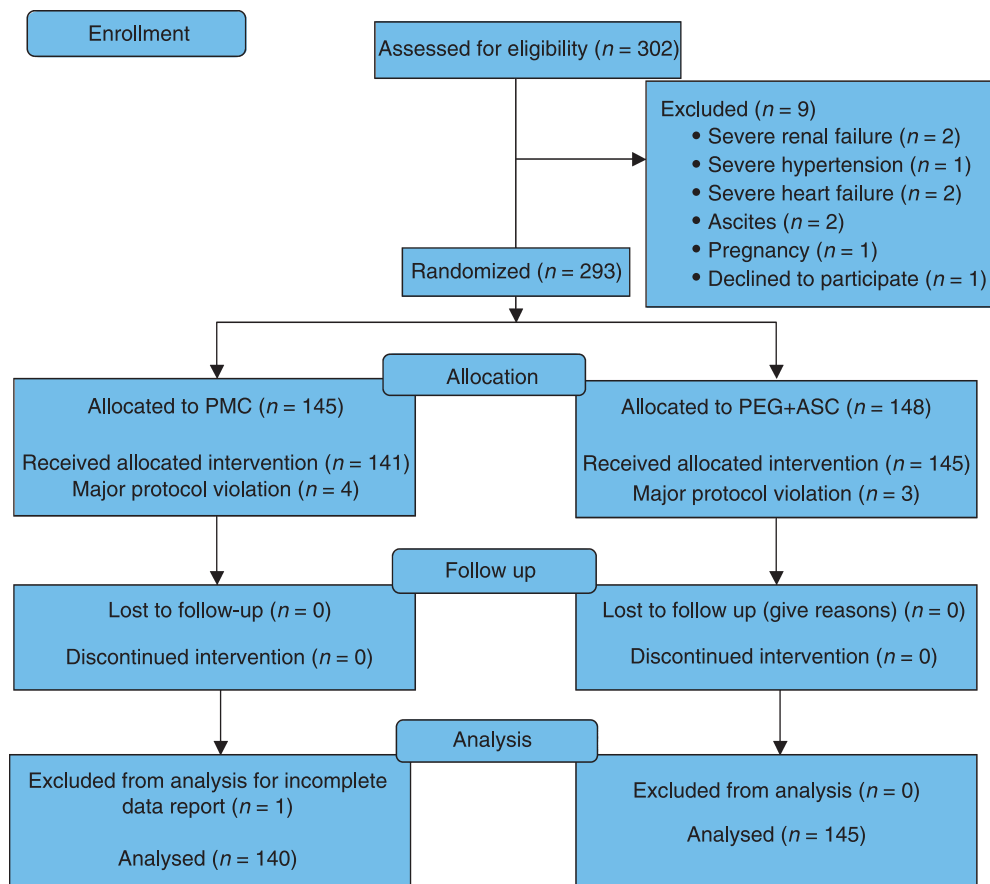 Enrollment
Assessed for eligibility (n = 302)
Excluded (n = 9)
• Severe renal failure (n = 2)
• Severe hypertension (n = 1)
• Severe heart failure (n = 2)
• Ascites (n = 2)
• Pregnancy (n = 1)
• Declined to participate (n = 1)
Randomized (n = 293)
Allocation
Allocated to PMC (n = 145)
Received allocated intervention (n = 141)
Major protocol violation (n = 4)
Allocated to PEG+ASC (n = 148)
Received allocated intervention (n = 145)
Major protocol violation (n = 3)
Follow up
Lost to follow-up (n = 0)
Discontinued intervention (n = 0)
Lost to follow up (give reasons) (n = 0)
Discontinued intervention (n = 0)
Analysis
Excluded from analysis for incomplete
data report (n = 1)
Analysed (n = 140)
Excluded from analysis (n = 0)
Analysed (n = 145)